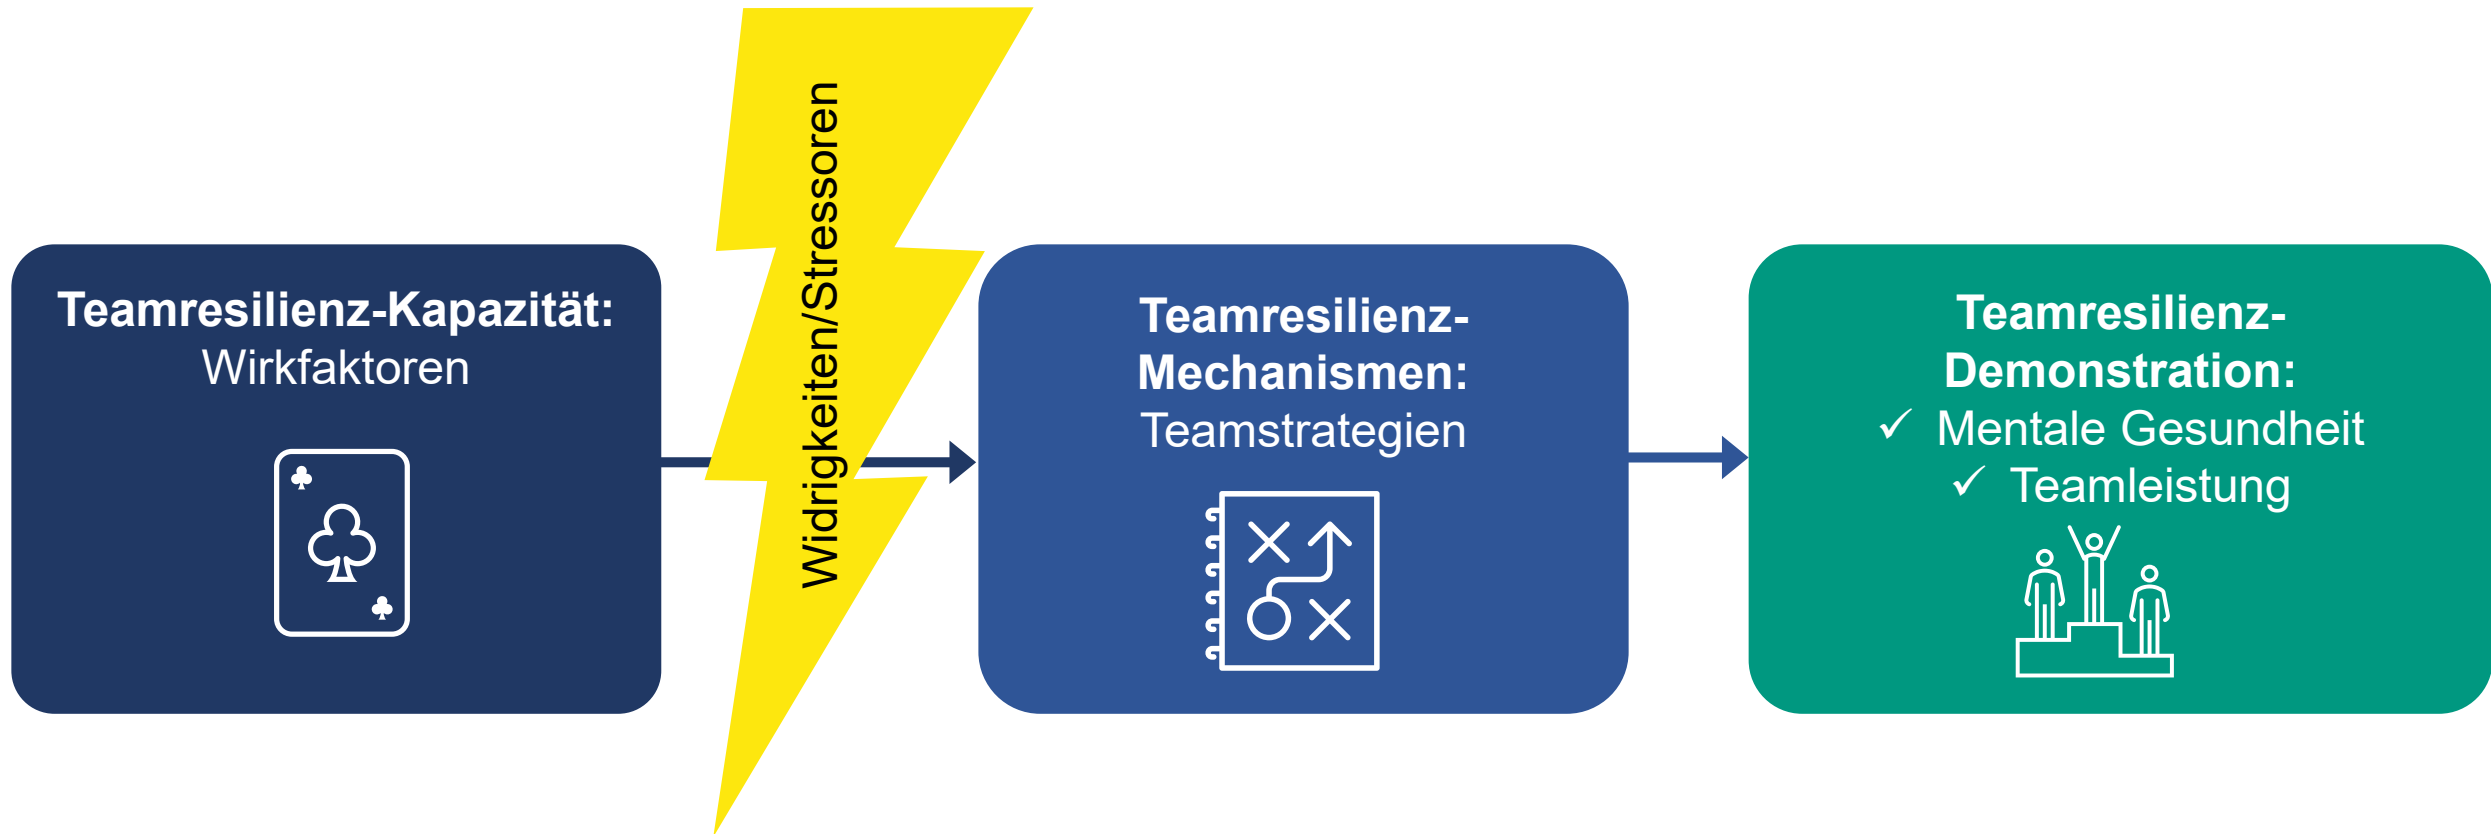 Teamresilienz-Kapazität:
Wirkfaktoren
Widrigkeiten/Stressoren
Teamresilienz-
Mechanismen:
Teamstrategien
Teamresilienz-
Demonstration:
✓ Mentale Gesundheit
✓ Teamleistung